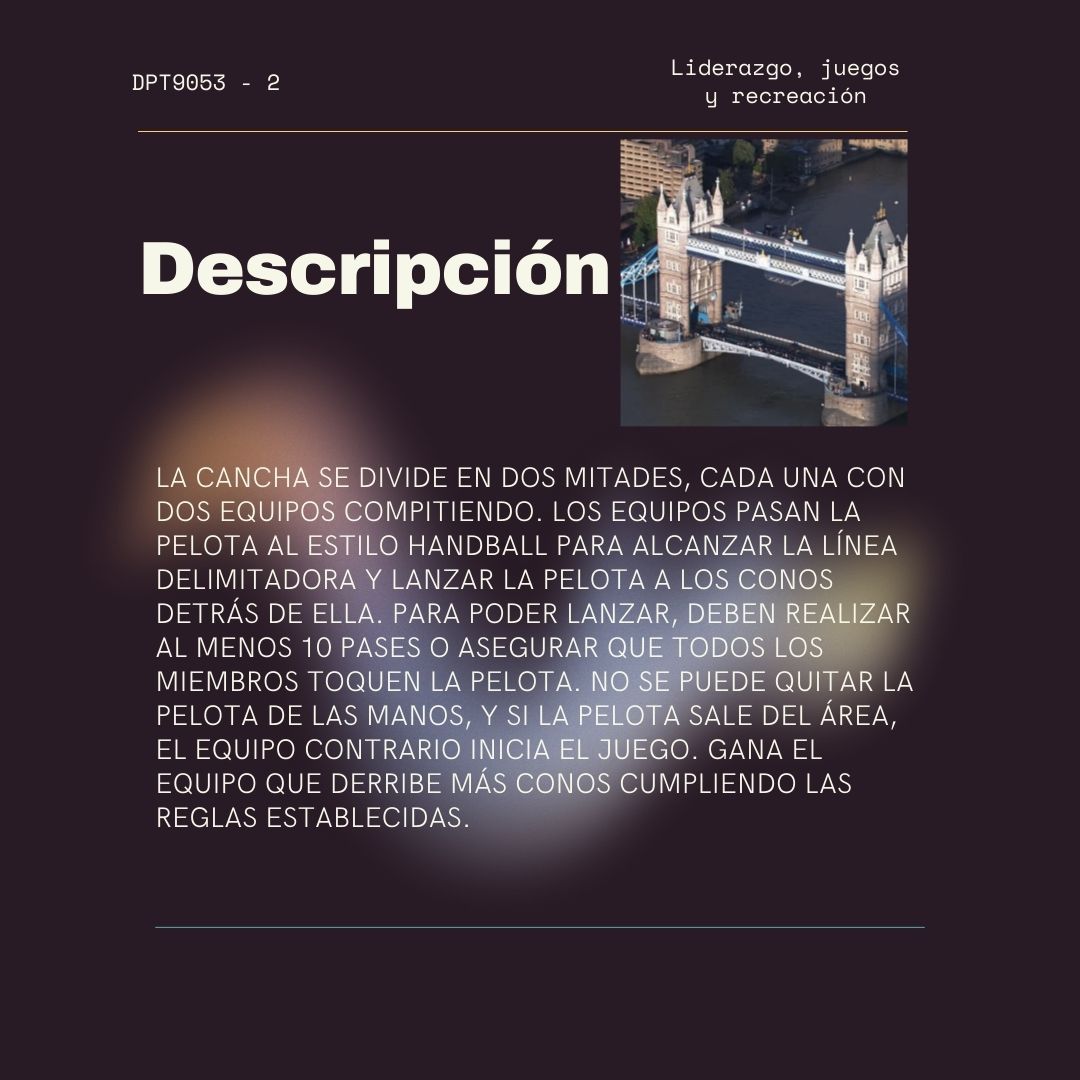 DPT9053 - 2
Liderazgo, juegos
y recreación
Descripción
LA CANCHA SE DIVIDE EN DOS MITADES, CADA UNA CON
DOS EQUIPOS COMPITIENDO. LOS EQUIPOS PASAN LA
PELOTA AL ESTILO HANDBALL PARA ALCANZAR LA LÍNEA
DELIMITADORA Y LANZAR LA PELOTA A LOS CONOS
DETRÁS DE ELLA. PARA PODER LANZAR, DEBEN REALIZAR
AL MENOS 10 PASES O ASEGURAR QUE TODOS LOS
MIEMBROS TOQUEN LA PELOTA. NO SE PUEDE QUITAR LA
PELOTA DE LAS MANOS, Y SI LA PELOTA SALE DEL ÁREA,
EL EQUIPO CONTRARIO INICIA EL JUEGO. GANA EL
EQUIPO QUE DERRIBE MÁS CONOS CUMPLIENDO LAS
REGLAS ESTABLECIDAS.